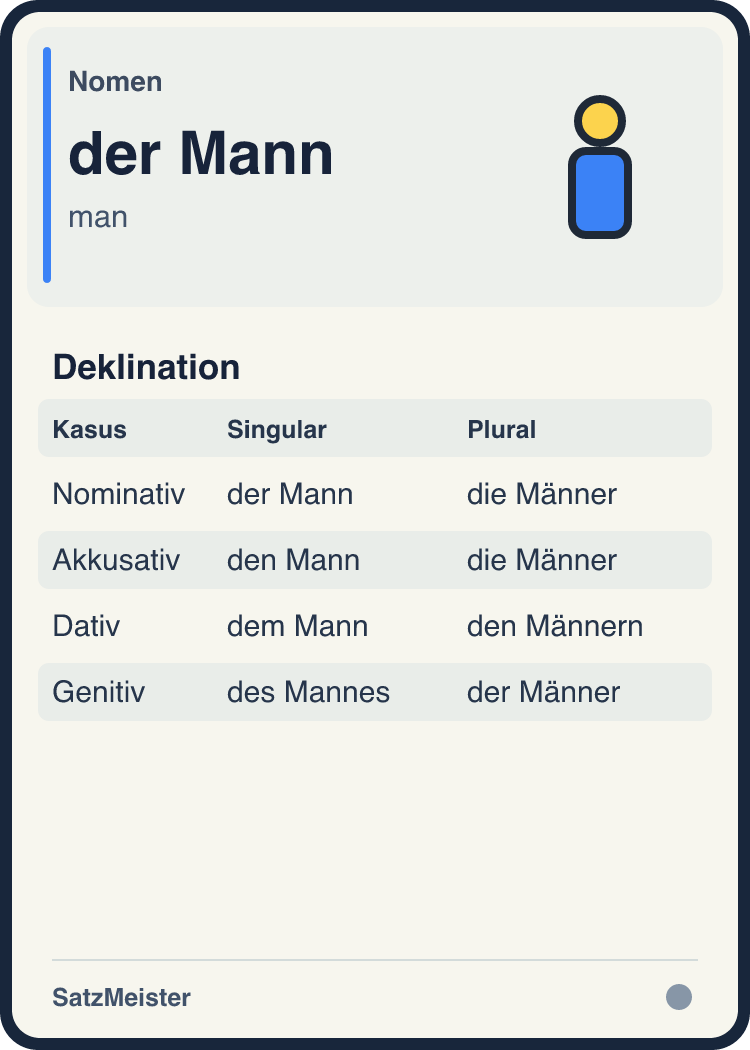 Nomen
der Mann
man
Deklination
Kasus Singular Plural
Nominativ der Mann die Männer
Akkusativ den Mann die Männer
Dativ dem Mann den Männern
Genitiv des Mannes der Männer
SatzMeister